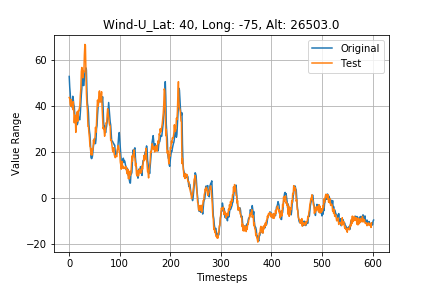 Wind-U_Lat: 40, Long: -75, Alt: 26503.0
Original
Test
Value Range
60
40
20
0
−20
0 100 200 300 400 500 600
Timesteps